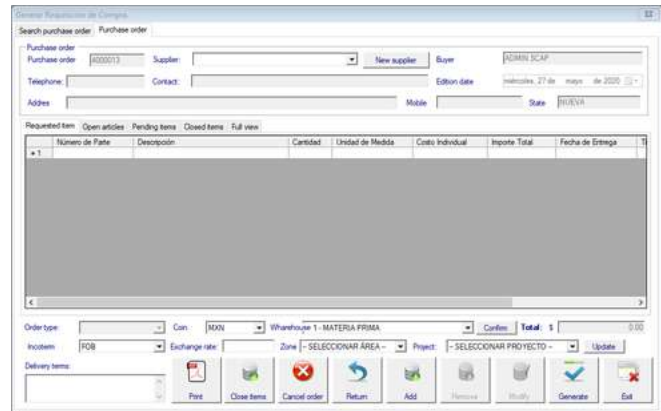 Generar Requisicion de Compra
Search purchase order Purchase order
Purchase order
Purchase order 4000013 Supplier: New supplier Buyer ADMIN SCAP
Telephone: Contact: Edition date miércoles, 27 de mayo de 2020
Addres Mobile State NUEVA
Requested item Open articles Pending items Closed items Full view
Número de Parte Descripción Cantidad Unidad de Medida Costo Individual Importe Total Fecha de Entrega
1
Order type: Coin MXN Wharehouse 1 - MATERIA PRIMA Confirm Total: $ 0.00
Incoterm FOB Exchange rate: Zone -- SELECCIONAR ÁREA -- Project: -- SELECCIONAR PROYECTO -- Update
Delivery terms:
Print Close items Cancel order Return Add Remove Modify Generate Exit